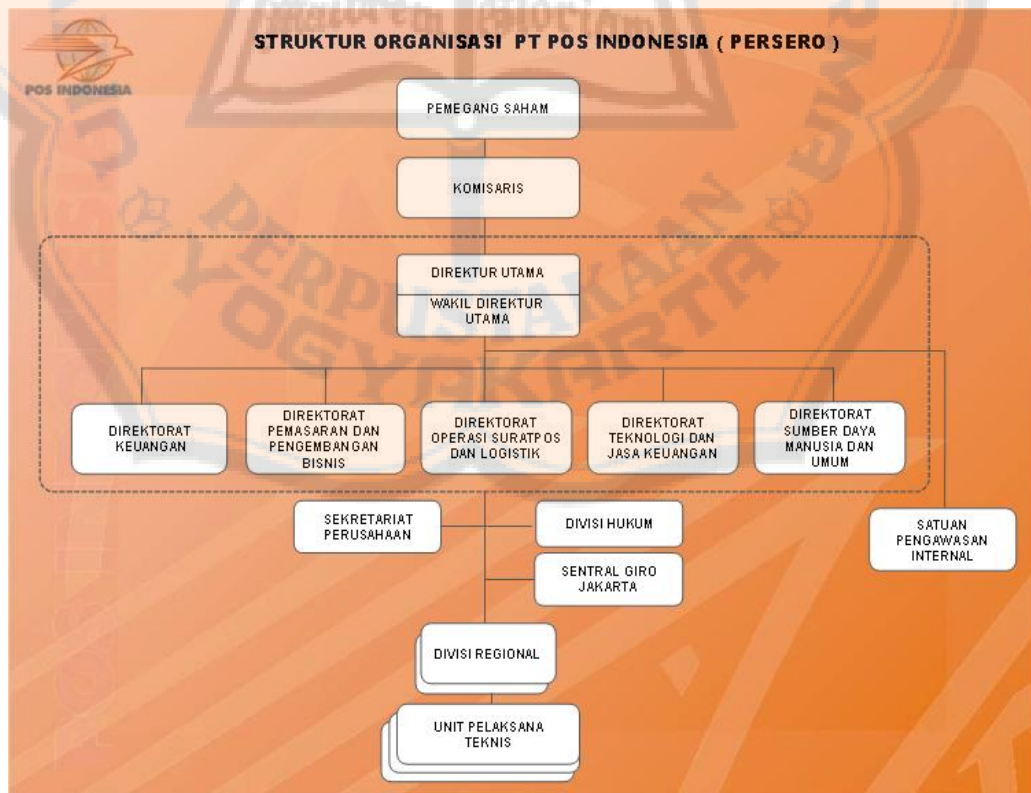 STRUKTUR ORGANISASI PT POS INDONESIA ( PERSERO )
POS INDONESIA
PEMEGANG SAHAM
KOMISARIS
DIREKTUR UTAMA
WAKIL DIREKTUR
UTAMA
DIREKTORAT
KEUANGAN
DIREKTORAT
PEMASARAN DAN
PENGEMBANGAN
BISNIS
DIREKTORAT
OPERASI SURATPOS
DAN LOGISTIK
DIREKTORAT
TEKNOLOGI DAN
JASA KEUANGAN
DIREKTORAT
SUMBER DAYA
MANUSIA DAN
UMUM
SEKRETARIAT
PERUSAHAAN
DIVISI HUKUM
SATUAN
PENGAWASAN
INTERNAL
SENTRAL GIRO
JAKARTA
DIVISI REGIONAL
UNIT PELAKSANA
TEKNIS
PERPUSTAKAAN
YOGYAKARTA